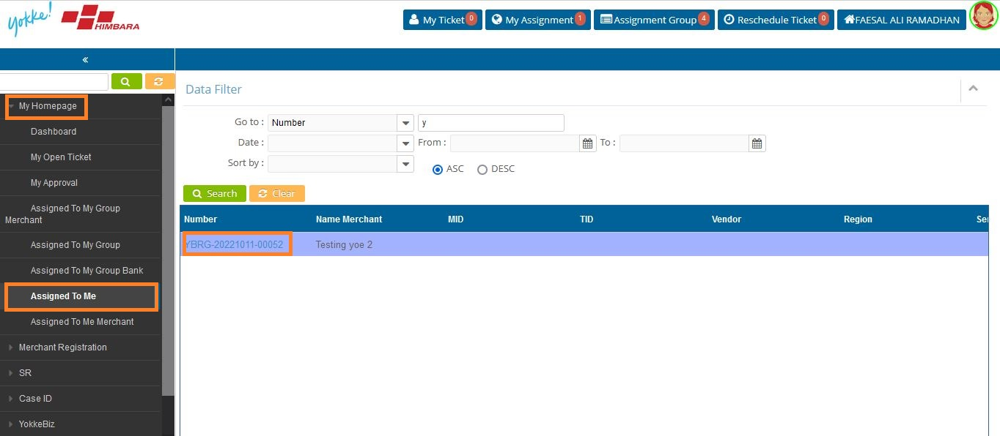 yokke! HIMBARA
My Ticket 0 My Assignment 1 Assignment Group 4 Reschedule Ticket 0 FAESAL ALI RAMADHAN
«
My Homepage
Dashboard
My Open Ticket
My Approval
Assigned To My Group
Merchant
Assigned To My Group
Assigned To My Group Bank
Assigned To Me
Assigned To Me Merchant
Merchant Registration
SR
Case ID
YokkeBiz
Data Filter
Go to : Number y
Date : From : To :
Sort by : ASC DESC
Search Clear
Number Name Merchant MID TID Vendor Region
YBRG-20221011-00052 Testing yoe 2